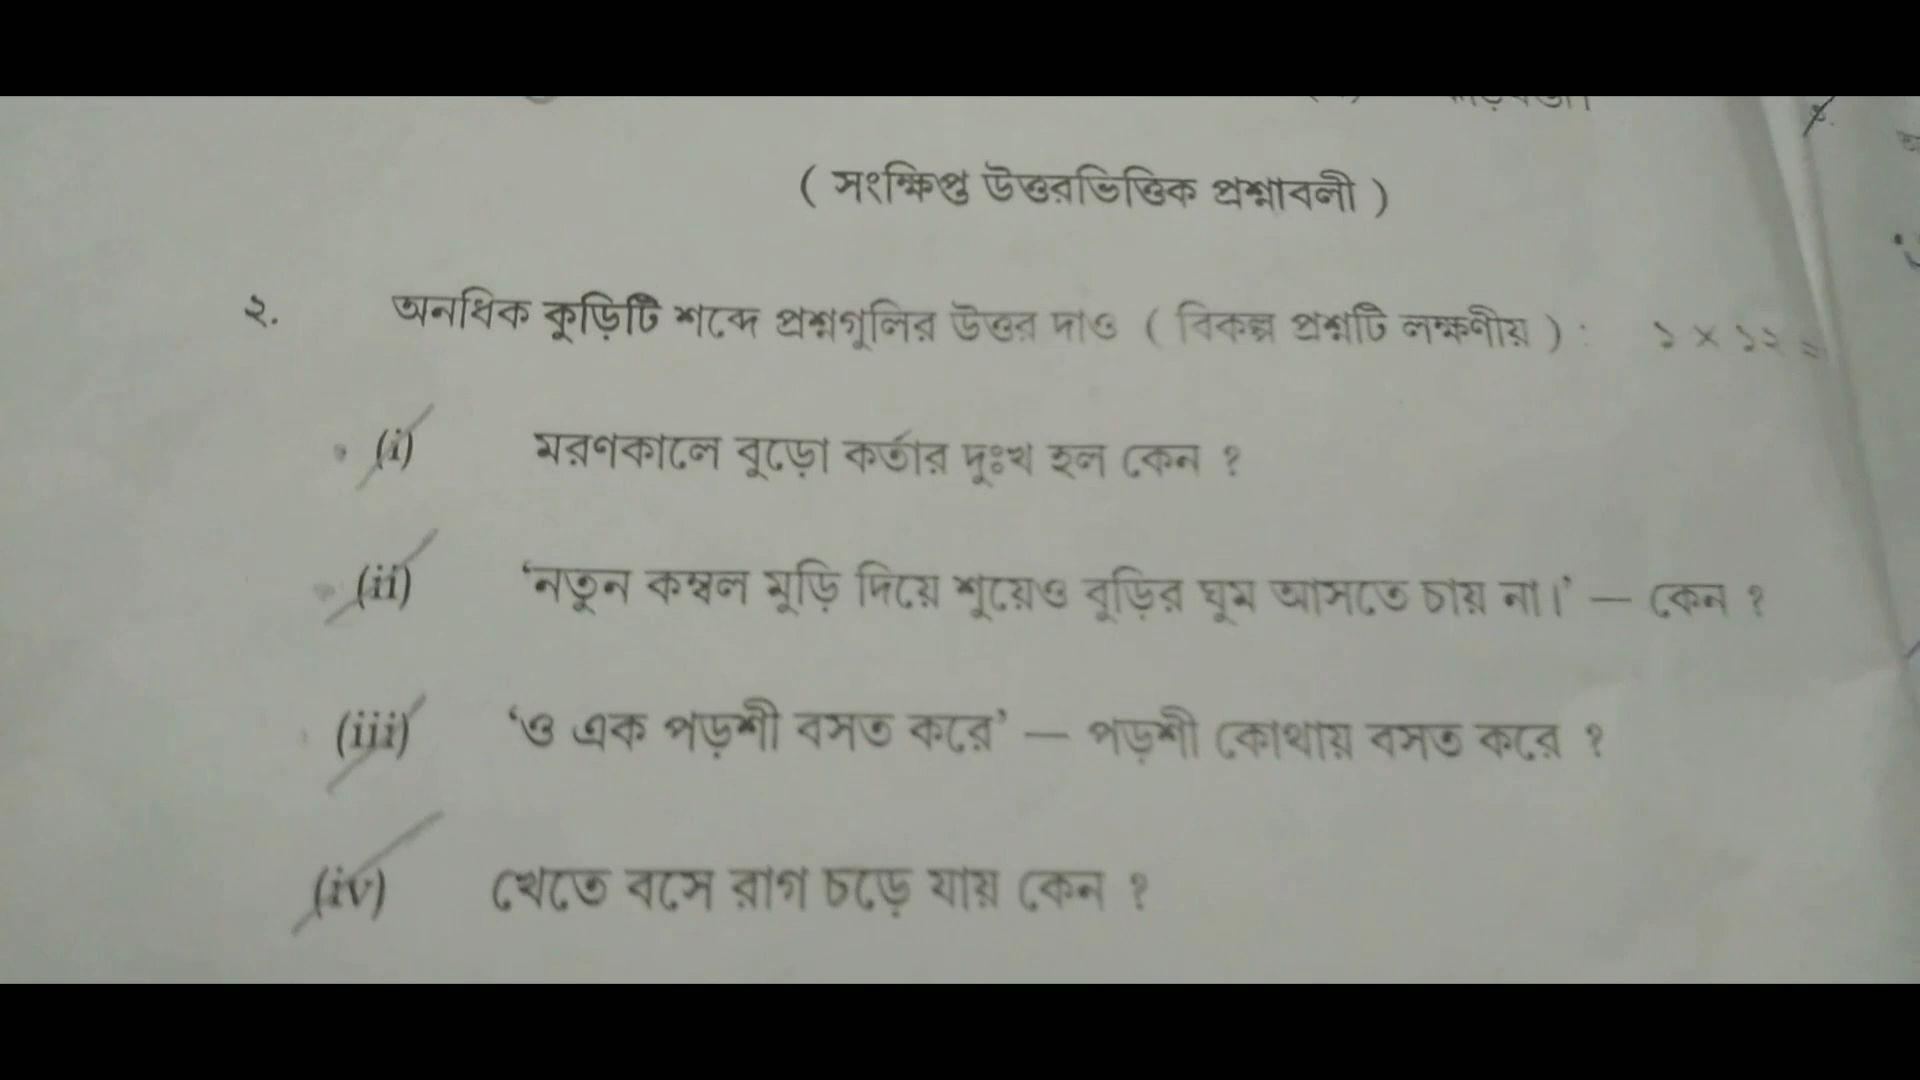 ( সংক্ষিপ্ত উত্তরভিত্তিক প্রশ্নাবলী )
২. অনধিক কুড়িটি শব্দে প্রশ্নগুলির উত্তর দাও ( বিকল্প প্রশ্নটি লক্ষণীয় ) : ১ × ১২ =
(i) মরণকালে বুড়ো কর্তার দুঃখ হল কেন ?
(ii) ‘নতুন কম্বল মুড়ি দিয়ে শুয়েও বুড়ির ঘুম আসতে চায় না।’ — কেন ?
(iii) ‘ও এক পড়শী বসত করে’ — পড়শী কোথায় বসত করে ?
(iv) খেতে বসে রাগ চড়ে যায় কেন ?